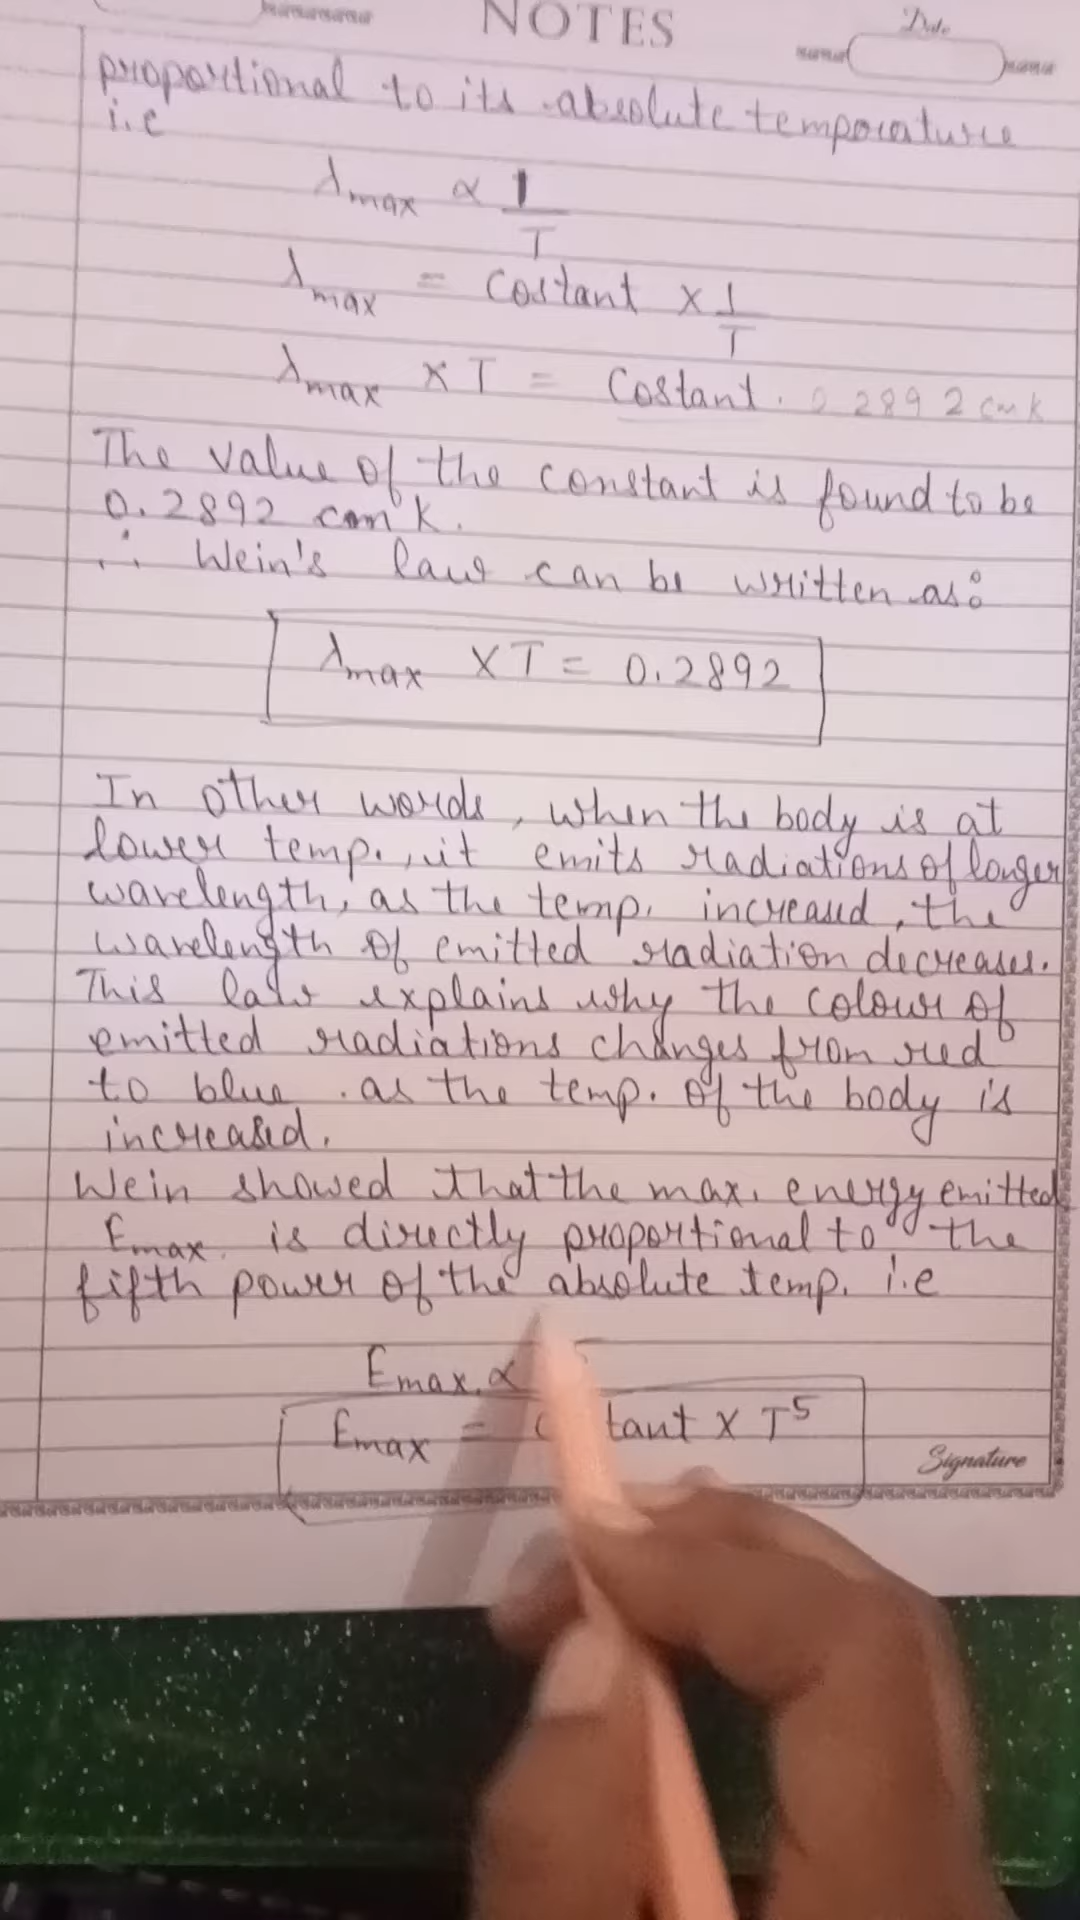 NOTES
Date
proportional to its absolute temperature
i.e
λmax ∝ 1/T
λmax = Costant × 1/T
λmax × T = Costant. 0.2892 cm k
The value of the constant is found to be
0.2892 cm k.
∴ Wein's law can be written as:
λmax × T = 0.2892
In other words, when the body is at
lower temp., it emits radiations of longer
wavelength, as the temp. increased, the
wavelength of emitted radiation decreases.
This law explains why the colour of
emitted radiations changes from red
to blue . as the temp. of the body is
increased.
Wein showed that the max. energy emitted
Emax. is directly proportional to the
fifth power of the absolute temp. i.e
Emax. ∝
Emax = tant × T⁵
Signature